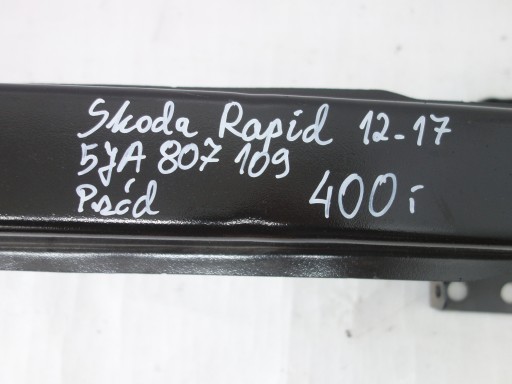 Skoda Rapid 12-17
5JA 807 109
Przód 400 i